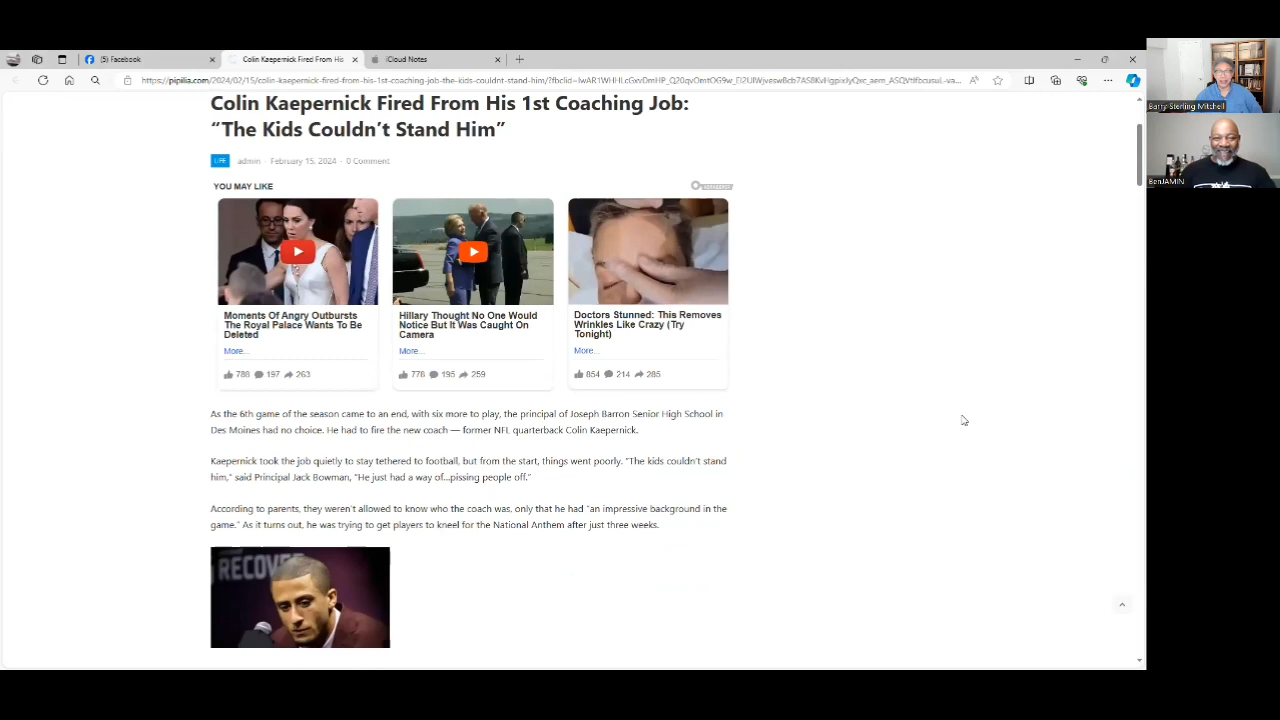 (5) Facebook
Colin Kaepernick Fired From His
iCloud Notes
Colin Kaepernick Fired From His 1st Coaching Job:
“The Kids Couldn’t Stand Him”
LIFE admin - February 15, 2024 - 0 Comment
YOU MAY LIKE
Moments Of Angry Outbursts
The Royal Palace Wants To Be
Deleted
More...
788 197 263
Hillary Thought No One Would
Notice But It Was Caught On
Camera
More...
778 195 259
Doctors Stunned: This Removes
Wrinkles Like Crazy (Try
Tonight)
More...
854 214 285
As the 6th game of the season came to an end, with six more to play, the principal of Joseph Barron Senior High School in
Des Moines had no choice. He had to fire the new coach — former NFL quarterback Colin Kaepernick.
Kaepernick took the job quietly to stay tethered to football, but from the start, things went poorly. “The kids couldn’t stand
him,” said Principal Jack Bowman, “He just had a way of...pissing people off.”
According to parents, they weren’t allowed to know who the coach was, only that he had “an impressive background in the
game.” As it turns out, he was trying to get players to kneel for the National Anthem after just three weeks.
RECOVE
Barry Sterling Mitchell
BenJAMIN